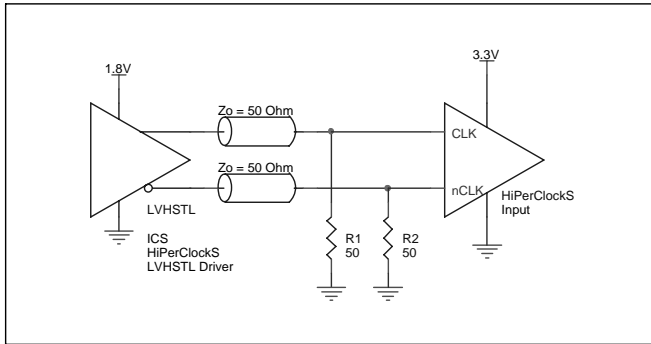 1.8V
3.3V
Zo = 50 Ohm
CLK
Zo = 50 Ohm
nCLK
HiPerClockS
Input
LVHSTL
ICS
HiPerClockS
LVHSTL Driver
R1
50
R2
50